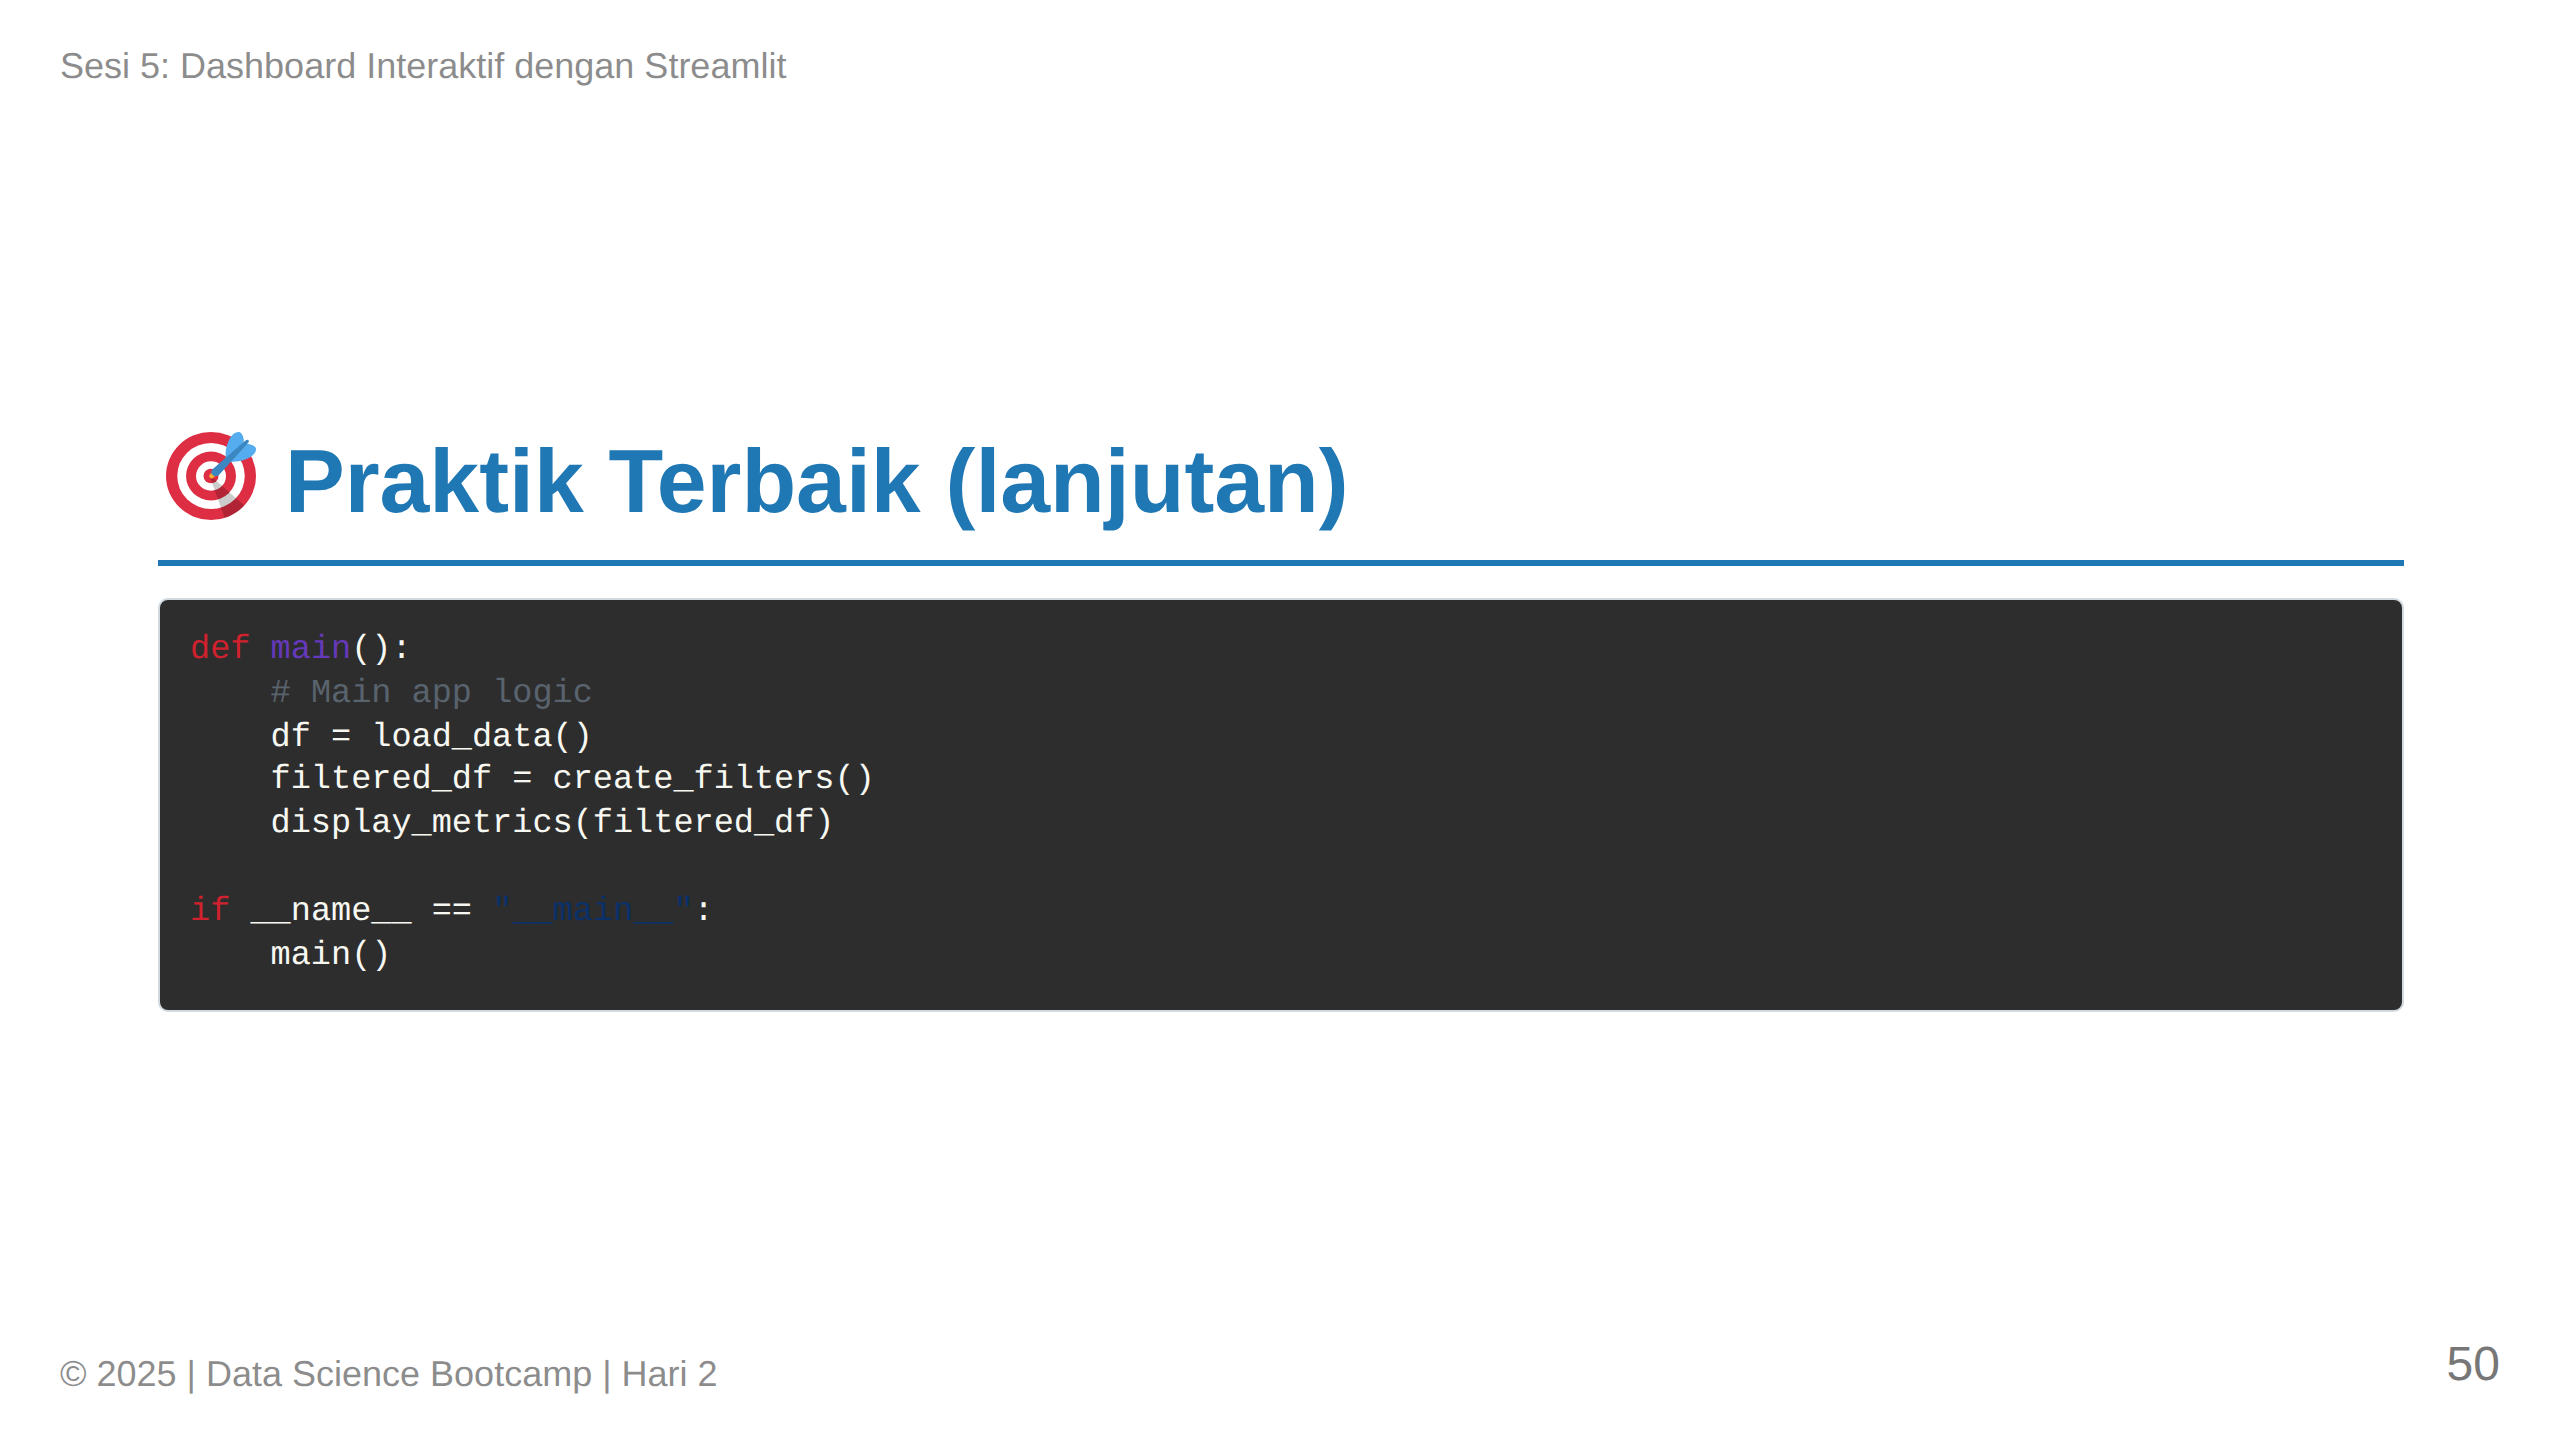 Sesi 5: Dashboard Interaktif dengan Streamlit
🎯 Praktik Terbaik (lanjutan)
def main():
    # Main app logic
    df = load_data()
    filtered_df = create_filters()
    display_metrics(filtered_df)

if __name__ == "__main__":
    main()
© 2025 | Data Science Bootcamp | Hari 2
50